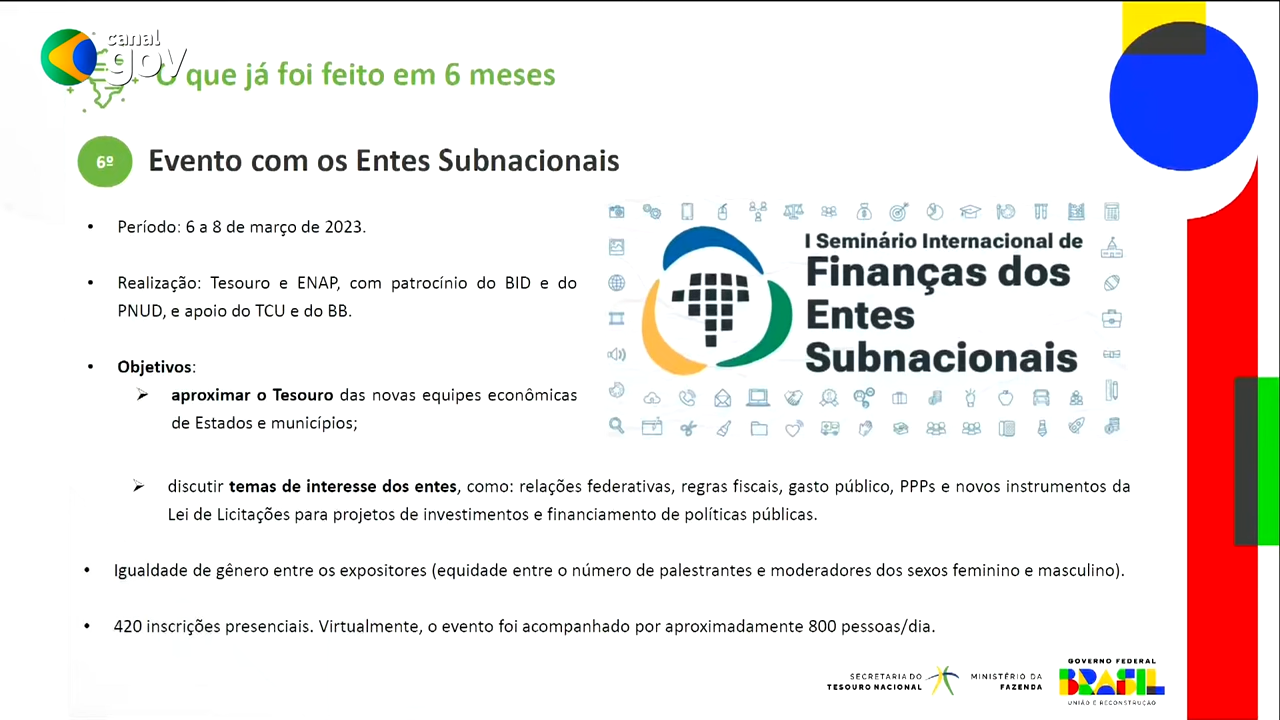 canal
gov
O que já foi feito em 6 meses
6º
Evento com os Entes Subnacionais
• Período: 6 a 8 de março de 2023.
• Realização: Tesouro e ENAP, com patrocínio do BID e do
PNUD, e apoio do TCU e do BB.
• Objetivos:
➢ aproximar o Tesouro das novas equipes econômicas
de Estados e municípios;
I Seminário Internacional de
Finanças dos
Entes
Subnacionais
➢ discutir temas de interesse dos entes, como: relações federativas, regras fiscais, gasto público, PPPs e novos instrumentos da
Lei de Licitações para projetos de investimentos e financiamento de políticas públicas.
• Igualdade de gênero entre os expositores (equidade entre o número de palestrantes e moderadores dos sexos feminino e masculino).
• 420 inscrições presenciais. Virtualmente, o evento foi acompanhado por aproximadamente 800 pessoas/dia.
SECRETARIA DO
TESOURO NACIONAL
MINISTÉRIO DA
FAZENDA
GOVERNO FEDERAL
BRASIL
UNIÃO E RECONSTRUÇÃO